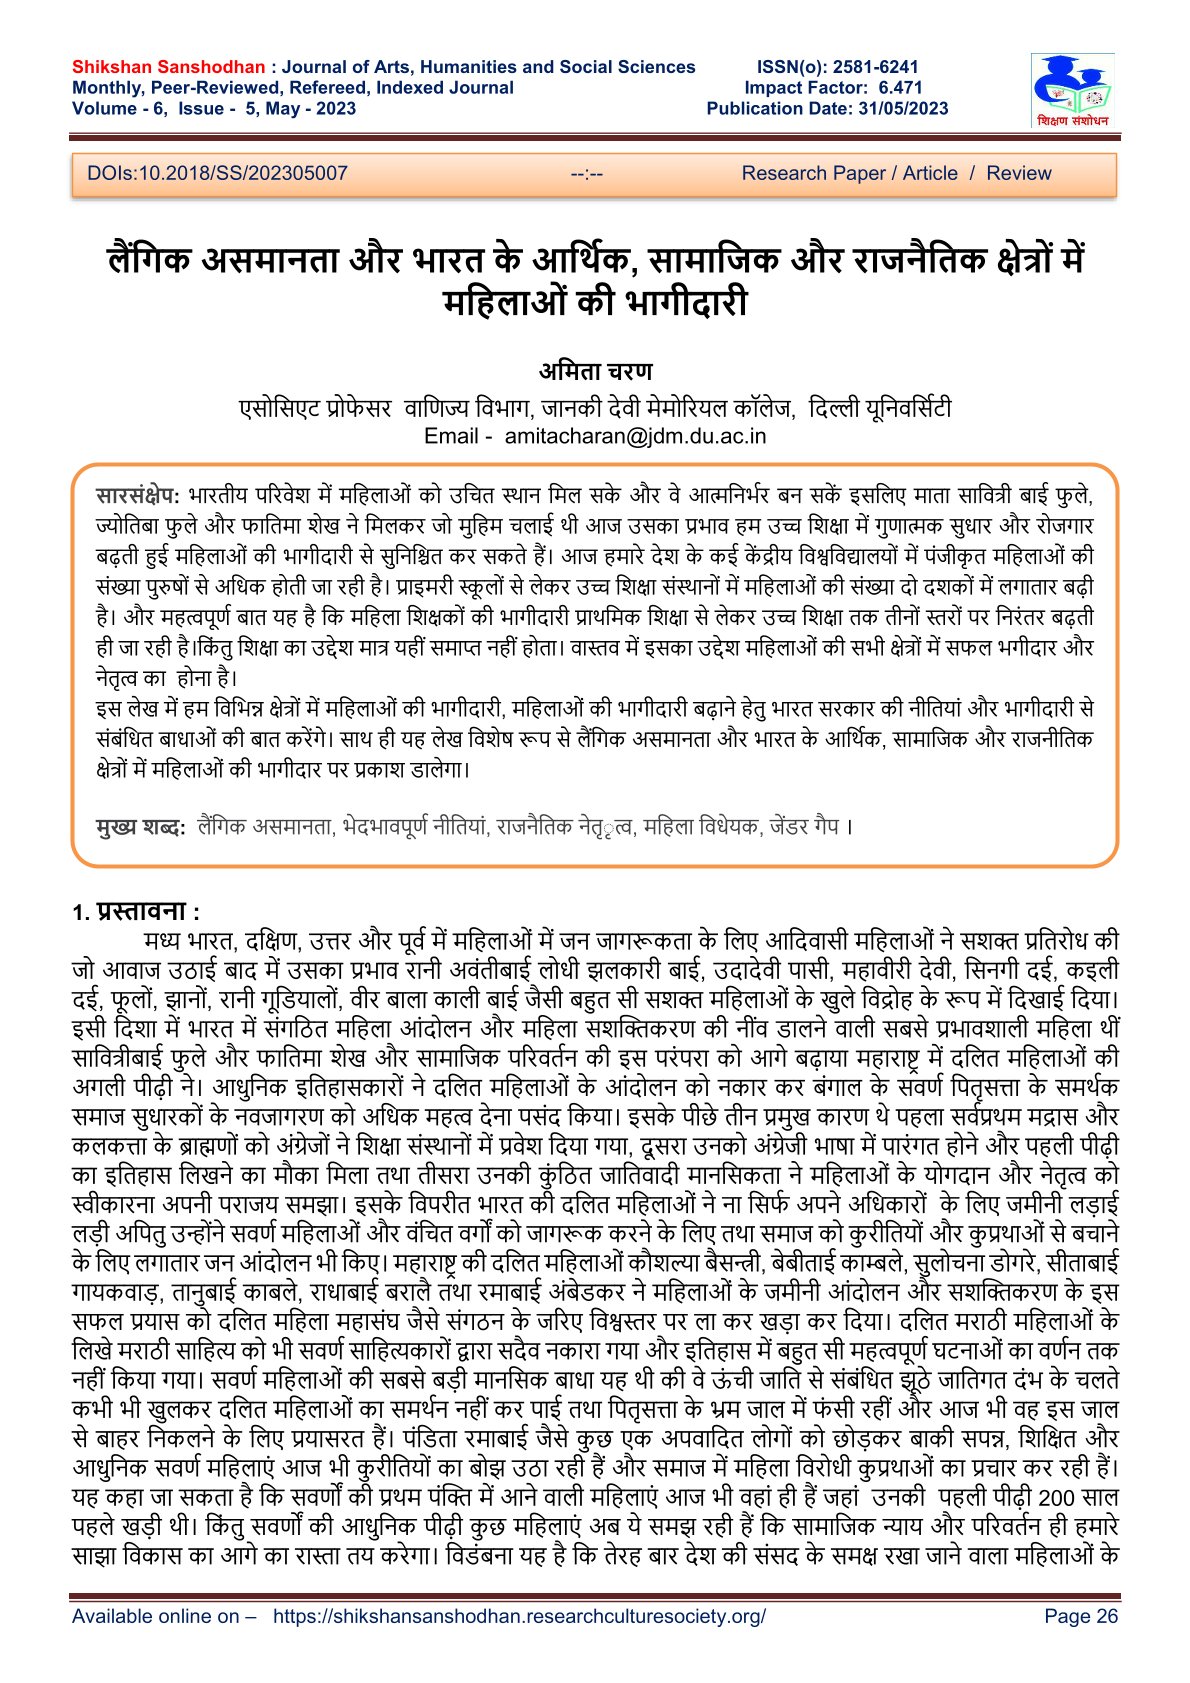 Shikshan Sanshodhan : Journal of Arts, Humanities and Social Sciences ISSN(o): 2581-6241
Monthly, Peer-Reviewed, Refereed, Indexed Journal Impact Factor: 6.471
Volume - 6, Issue - 5, May - 2023 Publication Date: 31/05/2023
शिक्षण संशोधन
DOIs:10.2018/SS/202305007 --:-- Research Paper / Article / Review
लैंगिक असमानता और भारत के आर्थिक, सामाजिक और राजनैतिक क्षेत्रों में
महिलाओं की भागीदारी
अमिता चरण
एसोसिएट प्रोफेसर वाणिज्य विभाग, जानकी देवी मेमोरियल कॉलेज, दिल्ली यूनिवर्सिटी
Email - amitacharan@jdm.du.ac.in
सारसंक्षेप: भारतीय परिवेश में महिलाओं को उचित स्थान मिल सके और वे आत्मनिर्भर बन सकें इसलिए माता सावित्री बाई फुले,
ज्योतिबा फुले और फातिमा शेख ने मिलकर जो मुहिम चलाई थी आज उसका प्रभाव हम उच्च शिक्षा में गुणात्मक सुधार और रोजगार
बढ़ती हुई महिलाओं की भागीदारी से सुनिश्चित कर सकते हैं। आज हमारे देश के कई केंद्रीय विश्वविद्यालयों में पंजीकृत महिलाओं की
संख्या पुरुषों से अधिक होती जा रही है। प्राइमरी स्कूलों से लेकर उच्च शिक्षा संस्थानों में महिलाओं की संख्या दो दशकों में लगातार बढ़ी
है। और महत्वपूर्ण बात यह है कि महिला शिक्षकों की भागीदारी प्राथमिक शिक्षा से लेकर उच्च शिक्षा तक तीनों स्तरों पर निरंतर बढ़ती
ही जा रही है।किंतु शिक्षा का उद्देश मात्र यहीं समाप्त नहीं होता। वास्तव में इसका उद्देश महिलाओं की सभी क्षेत्रों में सफल भगीदार और
नेतृत्व का होना है।
इस लेख में हम विभिन्न क्षेत्रों में महिलाओं की भागीदारी, महिलाओं की भागीदारी बढ़ाने हेतु भारत सरकार की नीतियां और भागीदारी से
संबंधित बाधाओं की बात करेंगे। साथ ही यह लेख विशेष रूप से लैंगिक असमानता और भारत के आर्थिक, सामाजिक और राजनीतिक
क्षेत्रों में महिलाओं की भागीदार पर प्रकाश डालेगा।
मुख्य शब्द: लैंगिक असमानता, भेदभावपूर्ण नीतियां, राजनैतिक नेतृृत्व, महिला विधेयक, जेंडर गैप ।
1. प्रस्तावना :
मध्य भारत, दक्षिण, उत्तर और पूर्व में महिलाओं में जन जागरूकता के लिए आदिवासी महिलाओं ने सशक्त प्रतिरोध की
जो आवाज उठाई बाद में उसका प्रभाव रानी अवंतीबाई लोधी झलकारी बाई, उदादेवी पासी, महावीरी देवी, सिनगी दई, कइली
दई, फूलों, झानों, रानी गूडियालों, वीर बाला काली बाई जैसी बहुत सी सशक्त महिलाओं के खुले विद्रोह के रूप में दिखाई दिया।
इसी दिशा में भारत में संगठित महिला आंदोलन और महिला सशक्तिकरण की नींव डालने वाली सबसे प्रभावशाली महिला थीं
सावित्रीबाई फुले और फातिमा शेख और सामाजिक परिवर्तन की इस परंपरा को आगे बढ़ाया महाराष्ट्र में दलित महिलाओं की
अगली पीढ़ी ने। आधुनिक इतिहासकारों ने दलित महिलाओं के आंदोलन को नकार कर बंगाल के सवर्ण पितृसत्ता के समर्थक
समाज सुधारकों के नवजागरण को अधिक महत्व देना पसंद किया। इसके पीछे तीन प्रमुख कारण थे पहला सर्वप्रथम मद्रास और
कलकत्ता के ब्राह्मणों को अंग्रेजों ने शिक्षा संस्थानों में प्रवेश दिया गया, दूसरा उनको अंग्रेजी भाषा में पारंगत होने और पहली पीढ़ी
का इतिहास लिखने का मौका मिला तथा तीसरा उनकी कुंठित जातिवादी मानसिकता ने महिलाओं के योगदान और नेतृत्व को
स्वीकारना अपनी पराजय समझा। इसके विपरीत भारत की दलित महिलाओं ने ना सिर्फ अपने अधिकारों के लिए जमीनी लड़ाई
लड़ी अपितु उन्होंने सवर्ण महिलाओं और वंचित वर्गों को जागरूक करने के लिए तथा समाज को कुरीतियों और कुप्रथाओं से बचाने
के लिए लगातार जन आंदोलन भी किए। महाराष्ट्र की दलित महिलाओं कौशल्या बैसन्त्री, बेबीताई काम्बले, सुलोचना डोगरे, सीताबाई
गायकवाड़, तानुबाई काबले, राधाबाई बरालै तथा रमाबाई अंबेडकर ने महिलाओं के जमीनी आंदोलन और सशक्तिकरण के इस
सफल प्रयास को दलित महिला महासंघ जैसे संगठन के जरिए विश्वस्तर पर ला कर खड़ा कर दिया। दलित मराठी महिलाओं के
लिखे मराठी साहित्य को भी सवर्ण साहित्यकारों द्वारा सदैव नकारा गया और इतिहास में बहुत सी महत्वपूर्ण घटनाओं का वर्णन तक
नहीं किया गया। सवर्ण महिलाओं की सबसे बड़ी मानसिक बाधा यह थी की वे ऊंची जाति से संबंधित झूठे जातिगत दंभ के चलते
कभी भी खुलकर दलित महिलाओं का समर्थन नहीं कर पाई तथा पितृसत्ता के भ्रम जाल में फंसी रहीं और आज भी वह इस जाल
से बाहर निकलने के लिए प्रयासरत हैं। पंडिता रमाबाई जैसे कुछ एक अपवादित लोगों को छोड़कर बाकी सपन्न, शिक्षित और
आधुनिक सवर्ण महिलाएं आज भी कुरीतियों का बोझ उठा रही हैं और समाज में महिला विरोधी कुप्रथाओं का प्रचार कर रही हैं।
यह कहा जा सकता है कि सवर्णों की प्रथम पंक्ति में आने वाली महिलाएं आज भी वहां ही हैं जहां उनकी पहली पीढ़ी 200 साल
पहले खड़ी थी। किंतु सवर्णों की आधुनिक पीढ़ी कुछ महिलाएं अब ये समझ रही हैं कि सामाजिक न्याय और परिवर्तन ही हमारे
साझा विकास का आगे का रास्ता तय करेगा। विडंबना यह है कि तेरह बार देश की संसद के समक्ष रखा जाने वाला महिलाओं के
Available online on – https://shikshansanshodhan.researchculturesociety.org/ Page 26